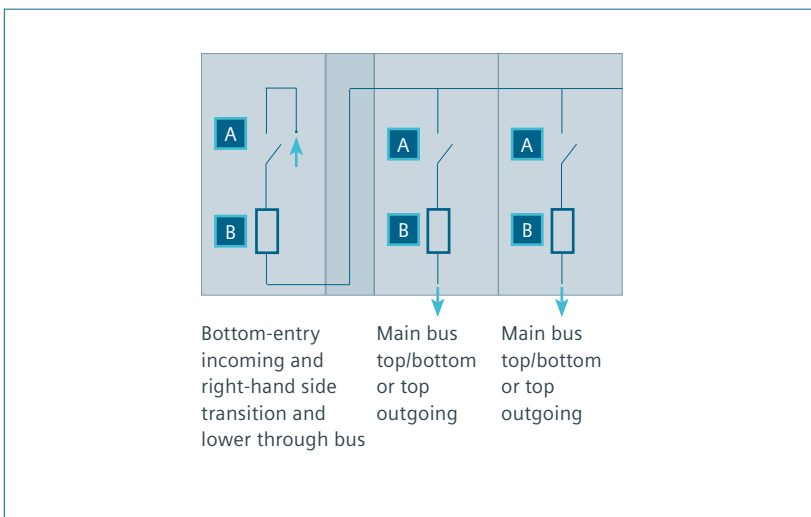 A
A
A
B
B
B
Bottom-entry
incoming and
right-hand side
transition and
lower through bus
Main bus
top/bottom
or top
outgoing
Main bus
top/bottom
or top
outgoing